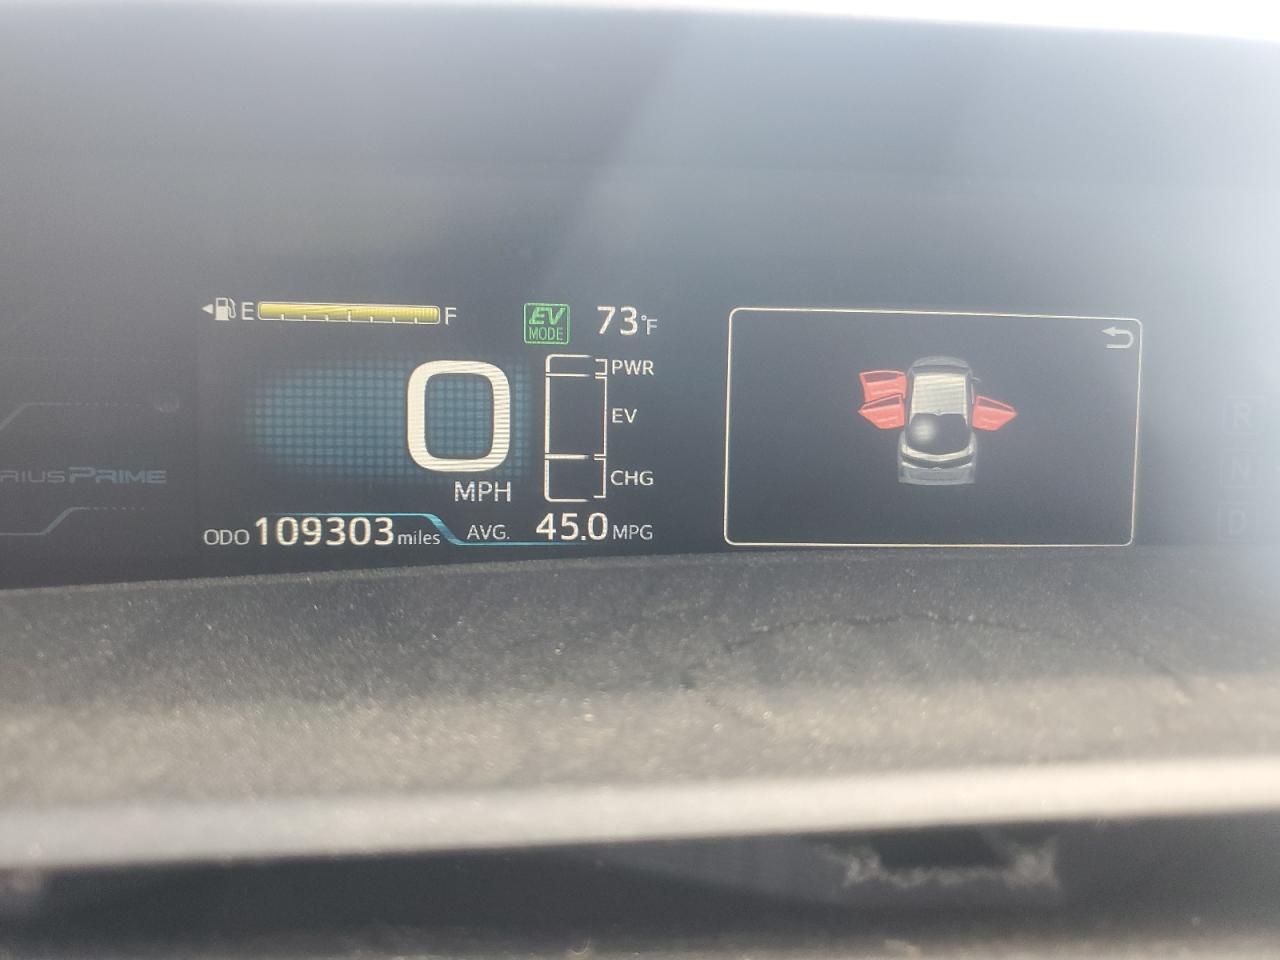 E F
EV MODE
73°F
PWR
EV
CHG
0
MPH
RIUS PRIME
ODO 109303 miles
AVG. 45.0 MPG
R
N
D